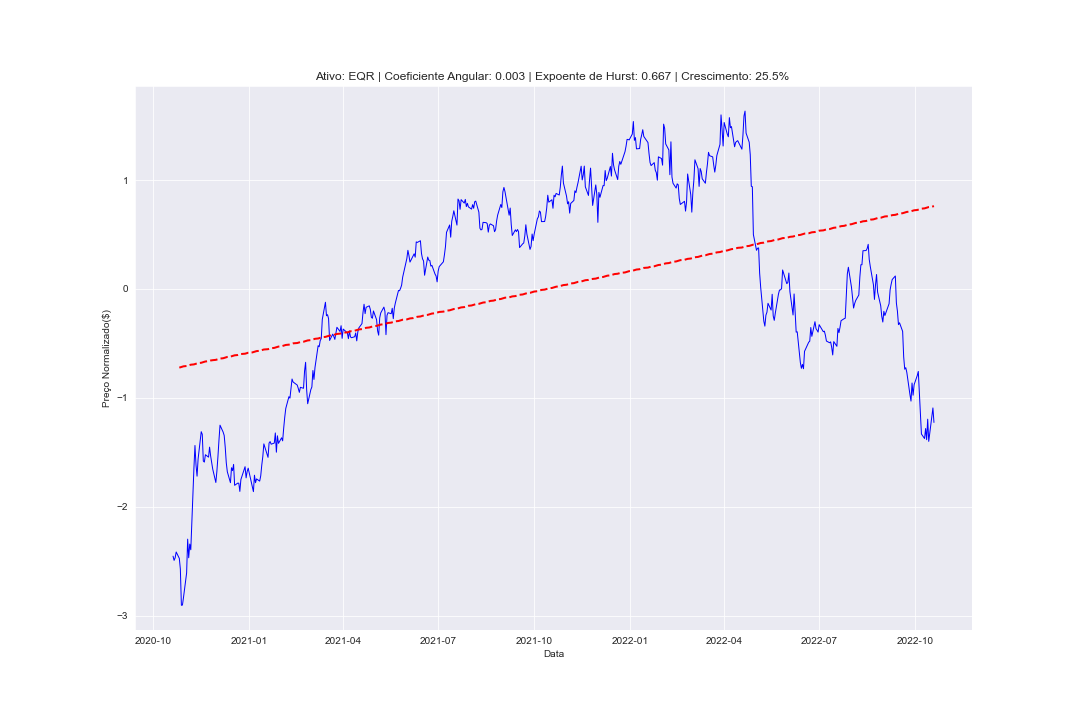 Ativo: EQR | Coeficiente Angular: 0.003 | Expoente de Hurst: 0.667 | Crescimento: 25.5%
1
0
−1
−2
−3
Preço Normalizado($)
2020-10 2021-01 2021-04 2021-07 2021-10 2022-01 2022-04 2022-07 2022-10
Data